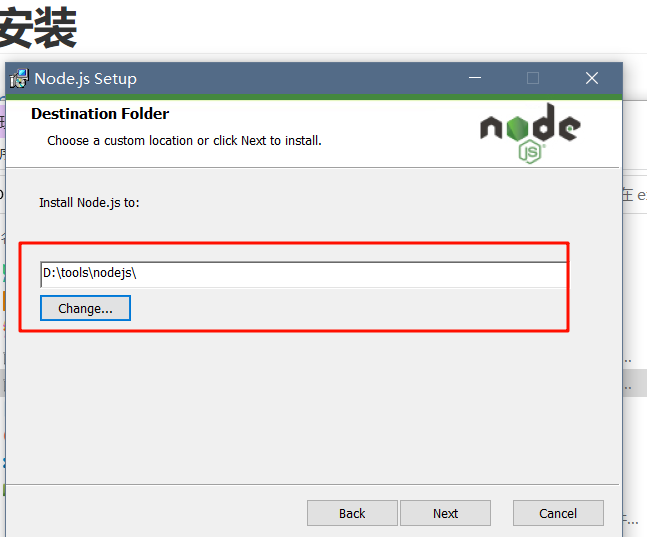 安装
Node.js Setup
Destination Folder
Choose a custom location or click Next to install.
node
JS
Install Node.js to:
在 e
D:\tools\nodejs\
Change...
Back
Next
Cancel